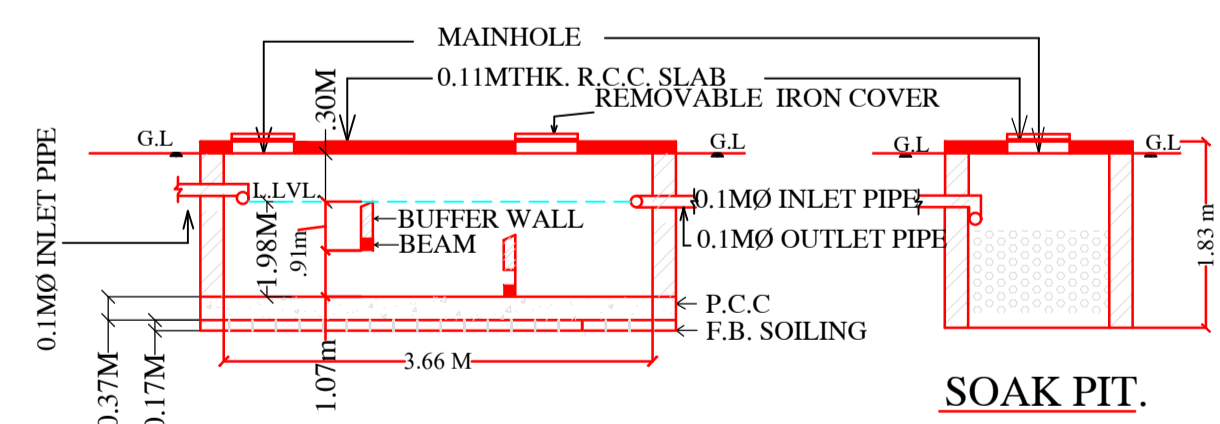 MAINHOLE
0.11MTHK. R.C.C. SLAB
REMOVABLE IRON COVER
.30M
0.1MØ INLET PIPE
G.L
G.L
G.L
G.L
L.LVL.
0.1MØ INLET PIPE
BUFFER WALL
1.98M
.91m
BEAM
0.1MØ OUTLET PIPE
1.83 m
P.C.C
F.B. SOILING
3.66 M
0.37M
0.17M
1.07m
SOAK PIT.